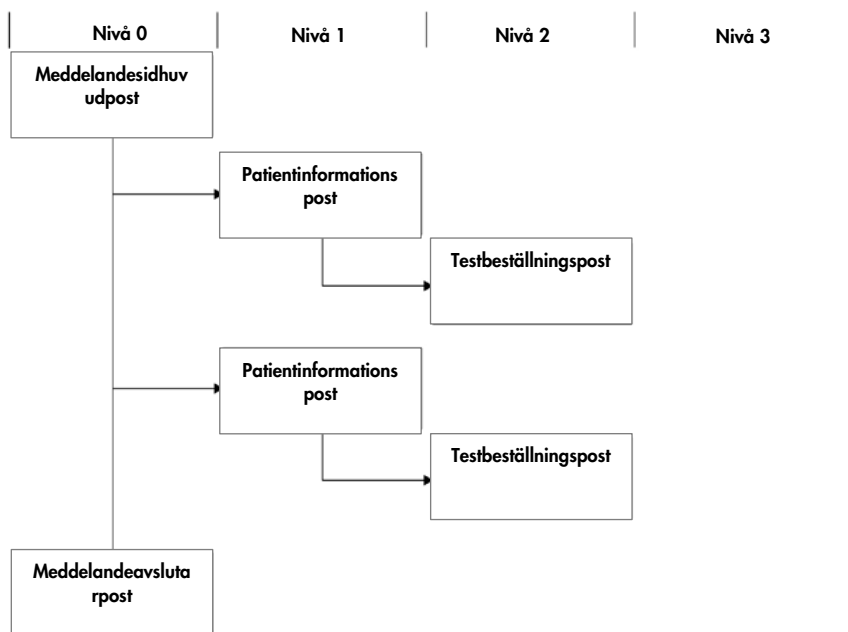 Nivå 0 Nivå 1 Nivå 2 Nivå 3
Meddelandesidhuv
udpost
Patientinformations
post
Testbeställningspost
Patientinformations
post
Testbeställningspost
Meddelandeavsluta
rpost